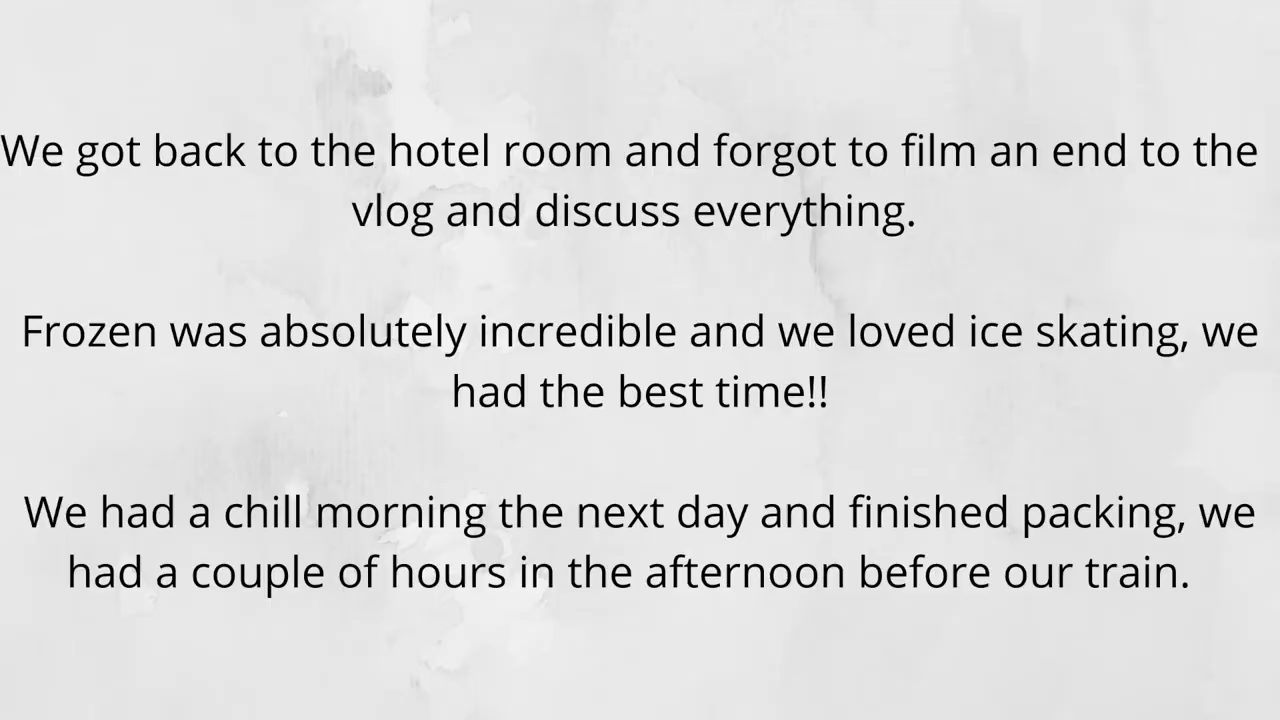 We got back to the hotel room and forgot to film an end to the
vlog and discuss everything.
Frozen was absolutely incredible and we loved ice skating, we
had the best time!!
We had a chill morning the next day and finished packing, we
had a couple of hours in the afternoon before our train.